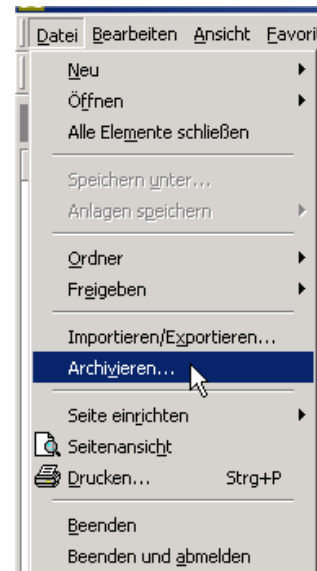 Datei Bearbeiten Ansicht Favori
Neu
Öffnen
Alle Elemente schließen
Speichern unter...
Anlagen speichern
Ordner
Freigeben
Importieren/Exportieren...
Archivieren...
Seite einrichten
Seitenansicht
Drucken... Strg+P
Beenden
Beenden und abmelden